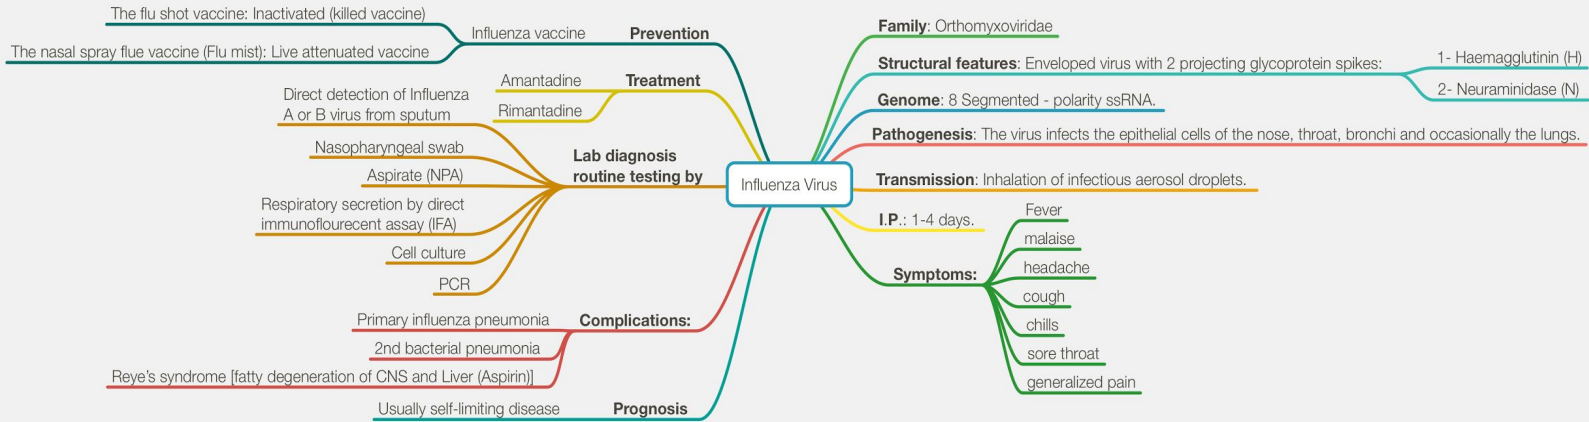 Influenza Virus
Family: Orthomyxoviridae
Structural features: Enveloped virus with 2 projecting glycoprotein spikes:
1- Haemagglutinin (H)
2- Neuraminidase (N)
Genome: 8 Segmented - polarity ssRNA.
Pathogenesis: The virus infects the epithelial cells of the nose, throat, bronchi and occasionally the lungs.
Transmission: Inhalation of infectious aerosol droplets.
I.P.: 1-4 days.
Symptoms:
Fever
malaise
headache
cough
chills
sore throat
generalized pain
Prevention
Influenza vaccine
The flu shot vaccine: Inactivated (killed vaccine)
The nasal spray flue vaccine (Flu mist): Live attenuated vaccine
Treatment
Amantadine
Rimantadine
Lab diagnosis
routine testing by
Direct detection of Influenza
A or B virus from sputum
Nasopharyngeal swab
Aspirate (NPA)
Respiratory secretion by direct
immunoflourecent assay (IFA)
Cell culture
PCR
Complications:
Primary influenza pneumonia
2nd bacterial pneumonia
Reye's syndrome [fatty degeneration of CNS and Liver (Aspirin)]
Prognosis
Usually self-limiting disease